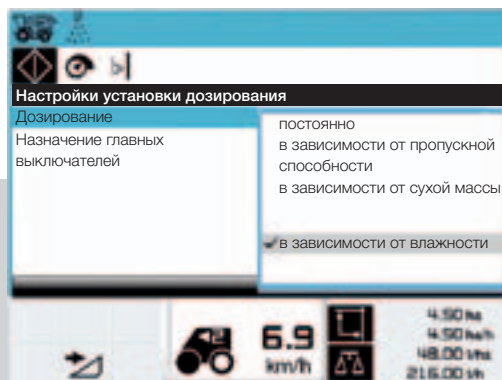 Настройки установки дозирования
Дозирование
Назначение главных
выключателей
постоянно
в зависимости от пропускной
способности
в зависимости от сухой массы
в зависимости от влажности
6.9
km/h
4.50 ha
4.50 ha/h
48.00 t/ha
216.00 t/h